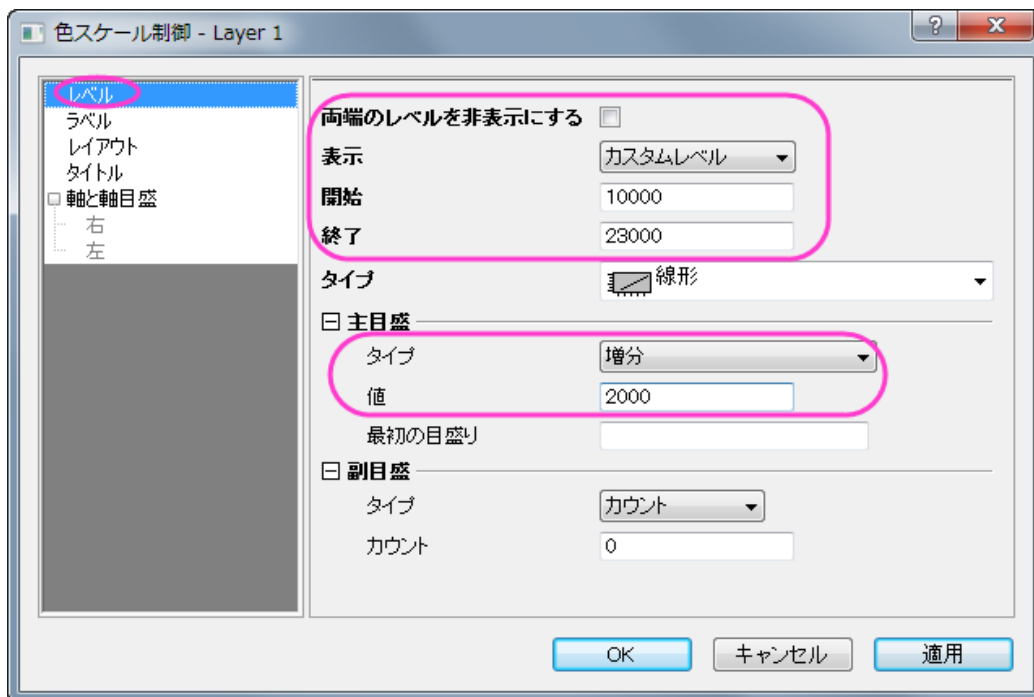 色スケール制御 - Layer 1
レベル
ラベル
レイアウト
タイトル
軸と軸目盛
右
左
両端のレベルを非表示にする
表示 カスタムレベル
開始 10000
終了 23000
タイプ 線形
主目盛
タイプ 増分
値 2000
最初の目盛り
副目盛
タイプ カウント
カウント 0
OK キャンセル 適用